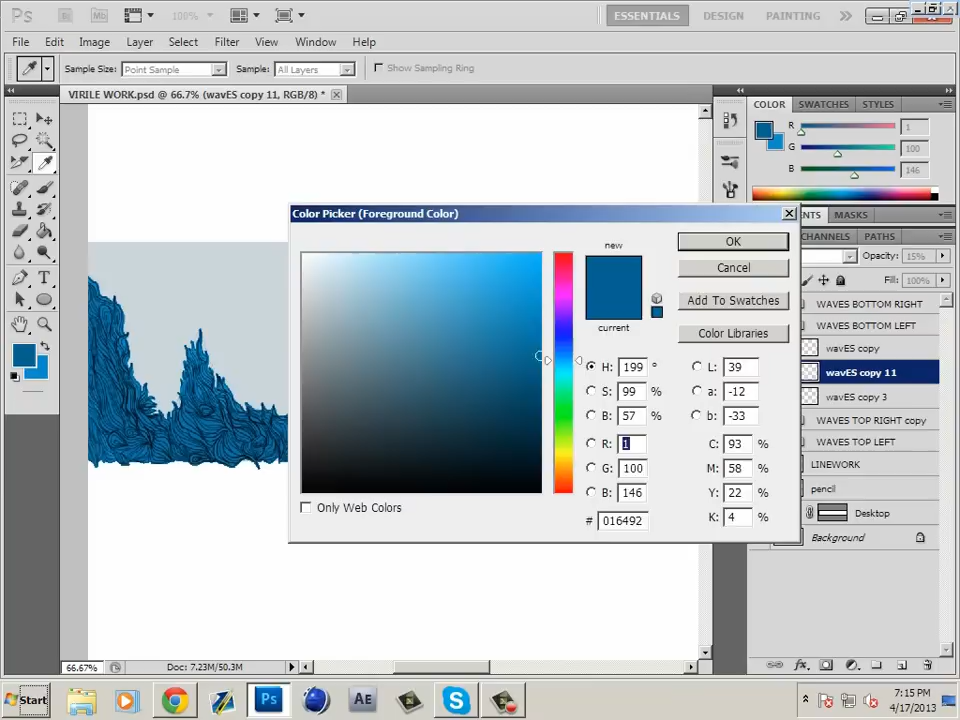 Ps Br Mb 100% ESSENTIALS DESIGN PAINTING
File Edit Image Layer Select Filter View Window Help
Sample Size: Point Sample Sample: All Layers Show Sampling Ring
VIRILE WORK.psd @ 66.7% (wavES copy 11, RGB/8) *
COLOR SWATCHES STYLES
R 1
G 100
B 146
Color Picker (Foreground Color)
ENTS MASKS
CHANNELS PATHS
Opacity: 15%
Fill: 100%
new
current
OK
Cancel
Add To Swatches
Color Libraries
H: 199 °
S: 99 %
B: 57 %
R: 1
G: 100
B: 146
# 016492
L: 39
a: -12
b: -33
C: 93 %
M: 58 %
Y: 22 %
K: 4 %
Only Web Colors
WAVES BOTTOM RIGHT
WAVES BOTTOM LEFT
wavES copy
wavES copy 11
wavES copy 3
WAVES TOP RIGHT copy
WAVES TOP LEFT
LINEWORK
pencil
Desktop
Background
66.67% Doc: 7.23M/50.3M
Start Ps AE
7:15 PM
4/17/2013